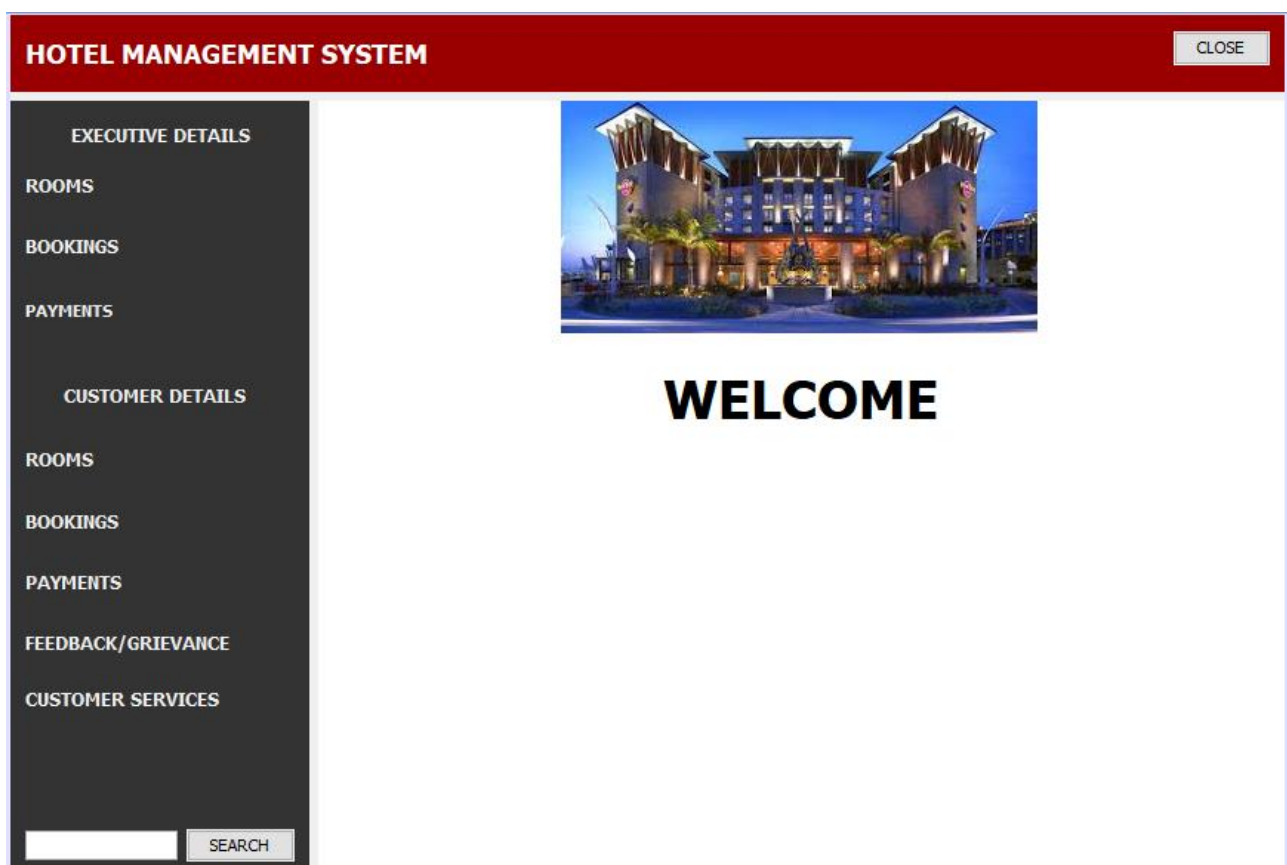 HOTEL MANAGEMENT SYSTEM
CLOSE
EXECUTIVE DETAILS
ROOMS
BOOKINGS
PAYMENTS
CUSTOMER DETAILS
ROOMS
BOOKINGS
PAYMENTS
FEEDBACK/GRIEVANCE
CUSTOMER SERVICES
SEARCH
WELCOME